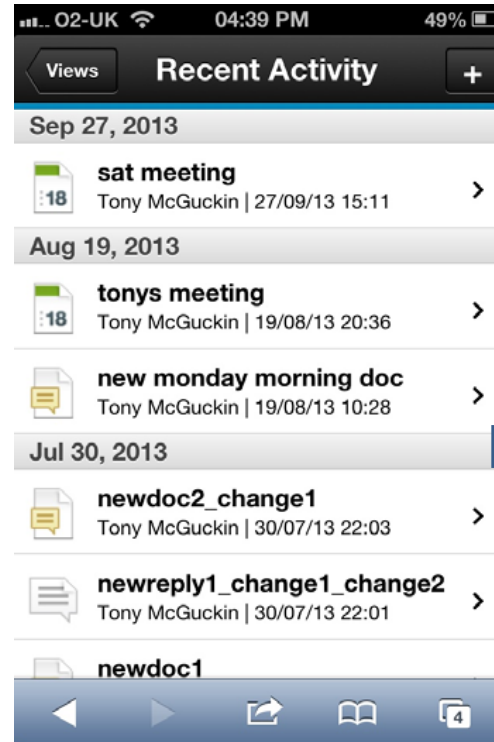 O2-UK 04:39 PM 49%
Views Recent Activity +
Sep 27, 2013
sat meeting
18
Tony McGuckin | 27/09/13 15:11
Aug 19, 2013
tonys meeting
18
Tony McGuckin | 19/08/13 20:36
new monday morning doc
Tony McGuckin | 19/08/13 10:28
Jul 30, 2013
newdoc2_change1
Tony McGuckin | 30/07/13 22:03
newreply1_change1_change2
Tony McGuckin | 30/07/13 22:01
newdoc1
4